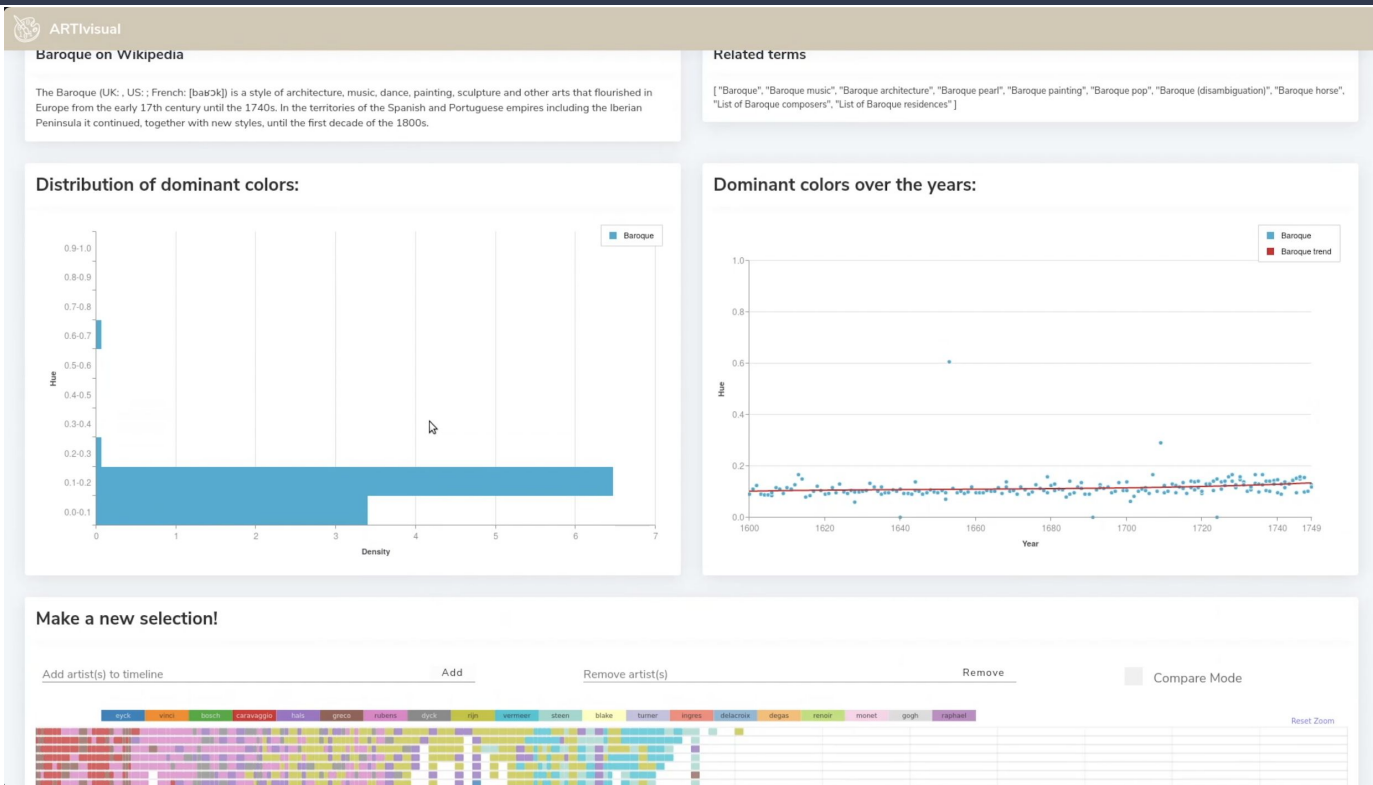 ARTIvisual
Baroque on Wikipedia
The Baroque (UK: , US: ; French: [baʁɔk]) is a style of architecture, music, dance, painting, sculpture and other arts that flourished in
Europe from the early 17th century until the 1740s. In the territories of the Spanish and Portuguese empires including the Iberian
Peninsula it continued, together with new styles, until the first decade of the 1800s.
Related terms
[ "Baroque", "Baroque music", "Baroque architecture", "Baroque pearl", "Baroque painting", "Baroque pop", "Baroque (disambiguation)", "Baroque horse",
"List of Baroque composers", "List of Baroque residences" ]
Distribution of dominant colors:
Baroque
0.9-1.0
0.8-0.9
0.7-0.8
0.6-0.7
0.5-0.6
0.4-0.5
0.3-0.4
0.2-0.3
0.1-0.2
0.0-0.1
Hue
0 1 2 3 4 5 6 7
Density
Dominant colors over the years:
Baroque
Baroque trend
1.0
0.8
0.6
0.4
0.2
0.0
Hue
1600 1620 1640 1660 1680 1700 1720 1740 1749
Year
Make a new selection!
Add artist(s) to timeline Add Remove artist(s) Remove Compare Mode
eyck vinci bosch caravaggio hals greco rubens dyck rijn vermeer steen blake turner ingres delacroix degas renoir monet gogh raphael
Reset Zoom